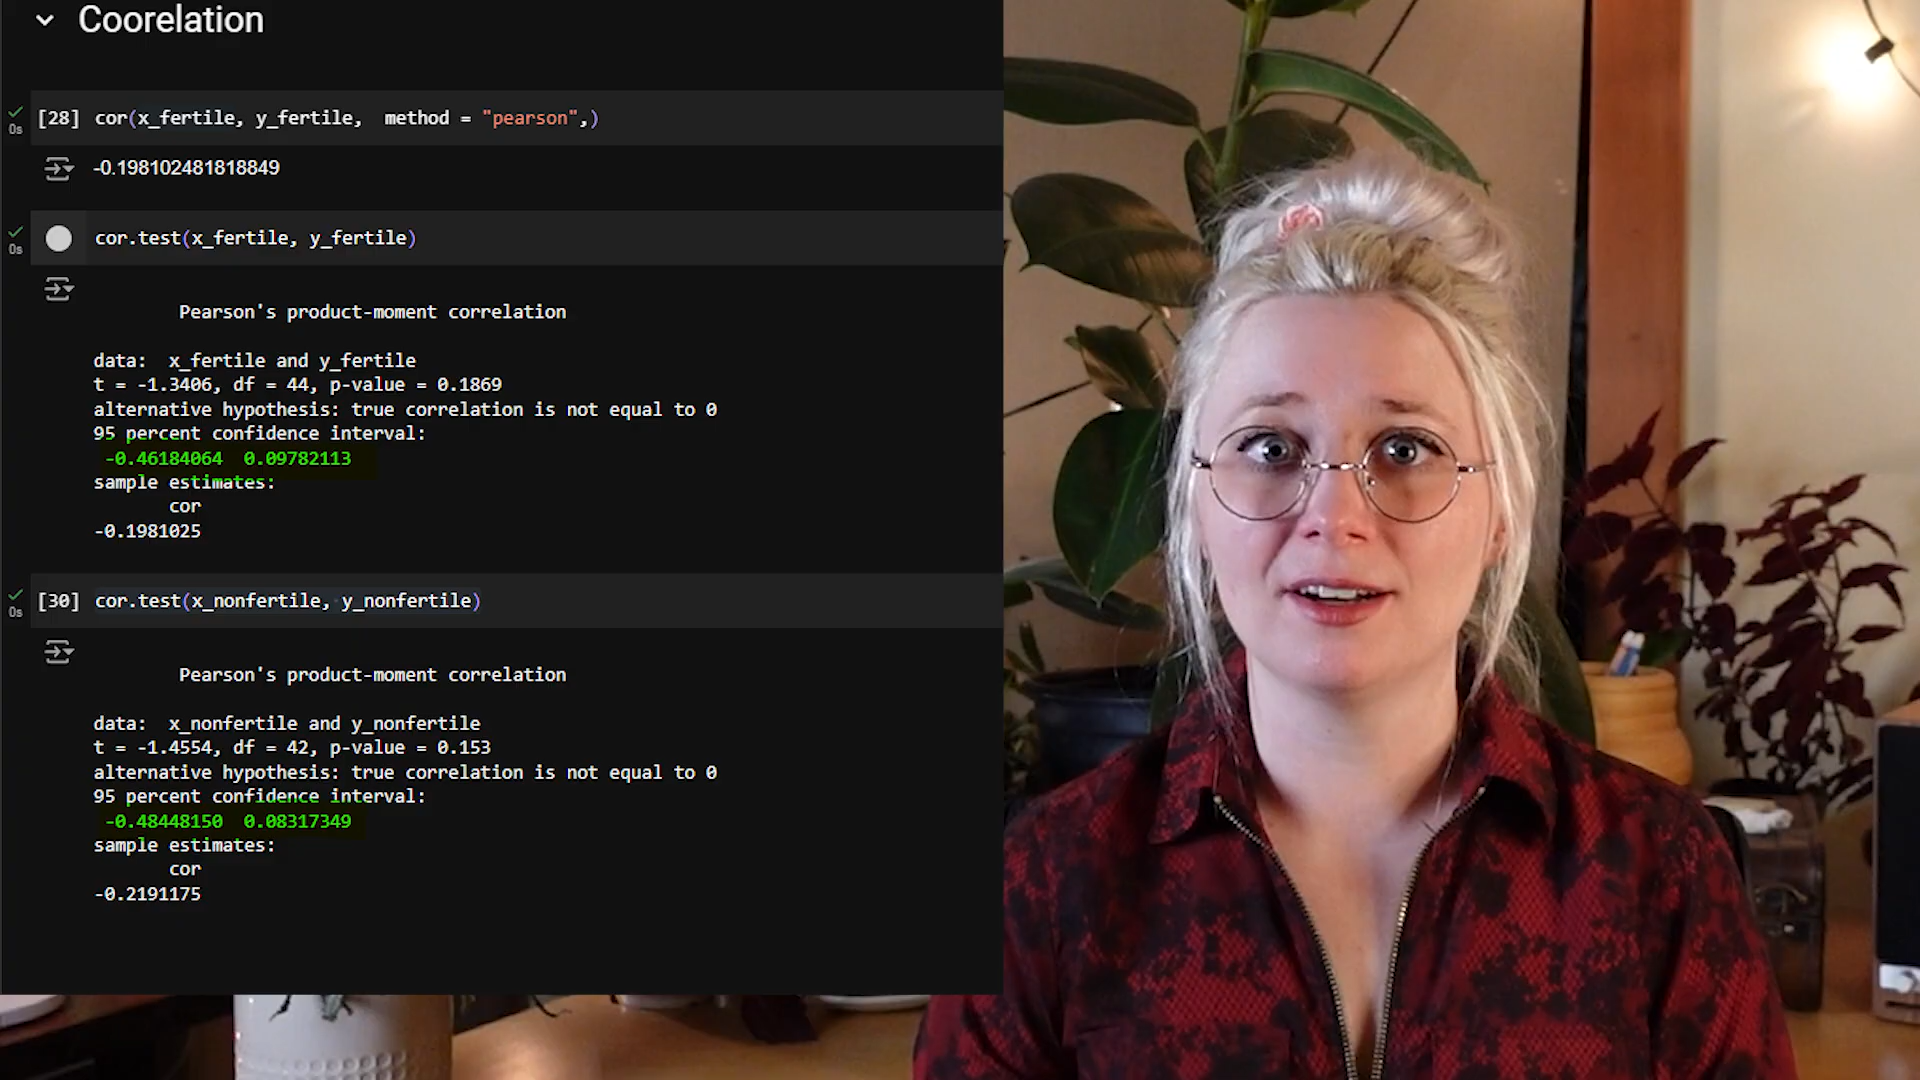 Coorelation
[28] cor(x_fertile, y_fertile,  method = "pearson",)
0s
-0.198102481818849
cor.test(x_fertile, y_fertile)
0s
Pearson's product-moment correlation
data:  x_fertile and y_fertile
t = -1.3406, df = 44, p-value = 0.1869
alternative hypothesis: true correlation is not equal to 0
95 percent confidence interval:
-0.46184064  0.09782113
sample estimates:
cor
-0.1981025
[30] cor.test(x_nonfertile, y_nonfertile)
0s
Pearson's product-moment correlation
data:  x_nonfertile and y_nonfertile
t = -1.4554, df = 42, p-value = 0.153
alternative hypothesis: true correlation is not equal to 0
95 percent confidence interval:
-0.48448150  0.08317349
sample estimates:
cor
-0.2191175